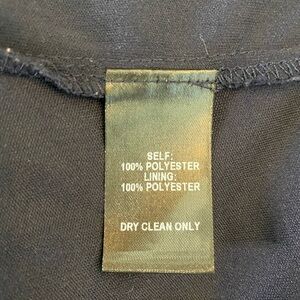 SELF:
100% POLYESTER
LINING:
100% POLYESTER
DRY CLEAN ONLY